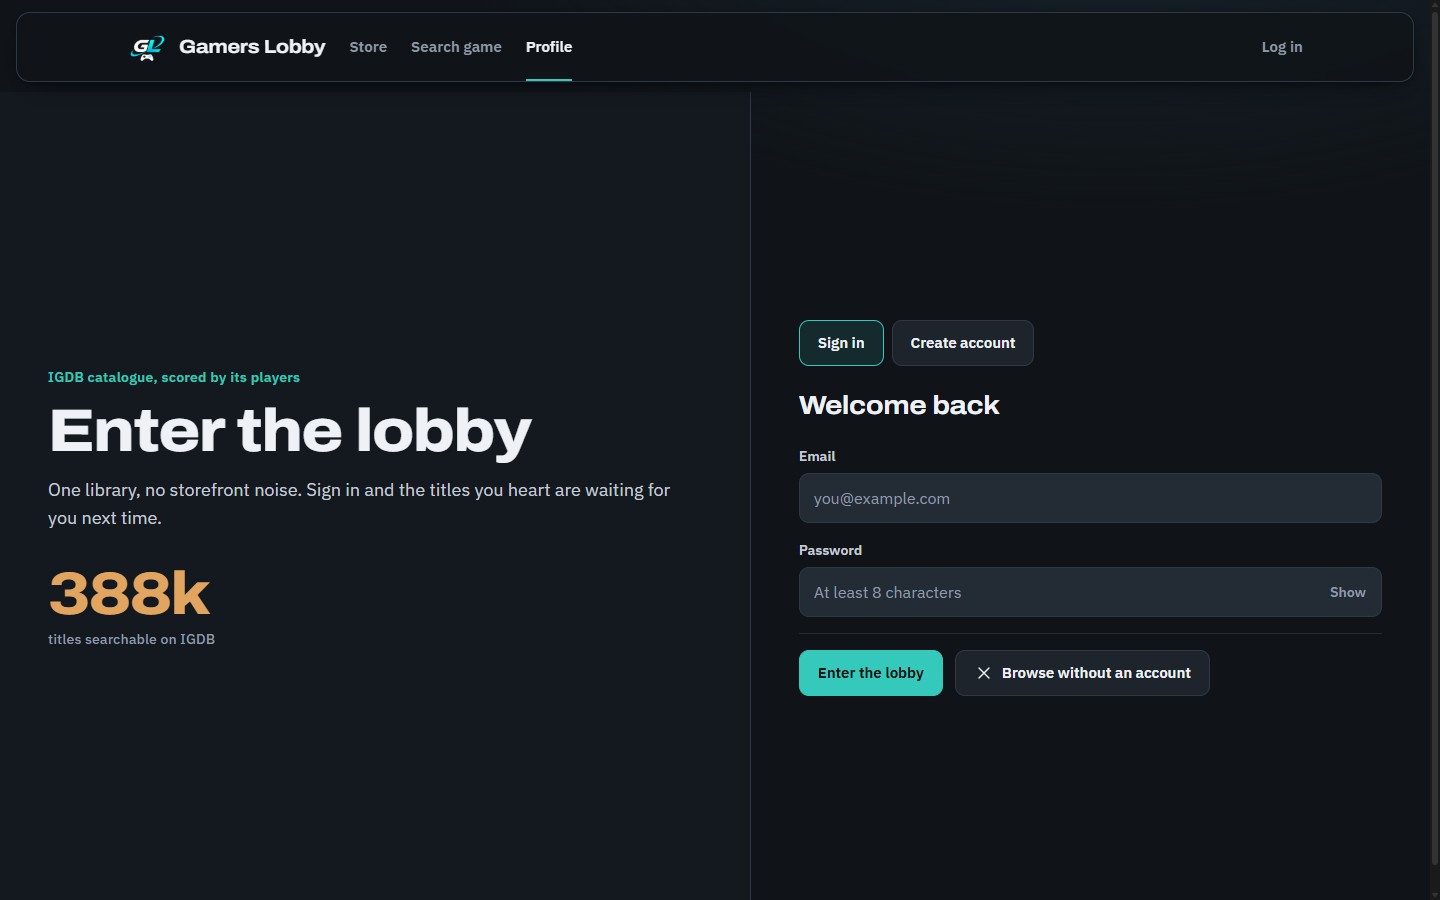 GL Gamers Lobby Store Search game Profile Log in
IGDB catalogue, scored by its players
Enter the lobby
One library, no storefront noise. Sign in and the titles you heart are waiting for
you next time.
388k
titles searchable on IGDB
Sign in Create account
Welcome back
Email
you@example.com
Password
At least 8 characters Show
Enter the lobby Browse without an account